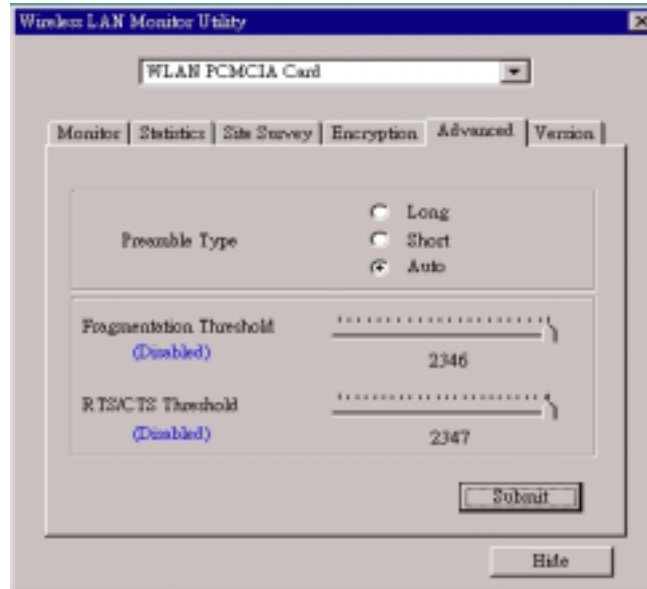 Wireless LAN Monitor Utility
WLAN PCMCIA Card
Monitor Statistics Site Survey Encryption Advanced Version
Preamble Type
Long
Short
Auto
Fragmentation Threshold
(Disabled)
2346
RTS/CTS Threshold
(Disabled)
2347
Submit
Hide